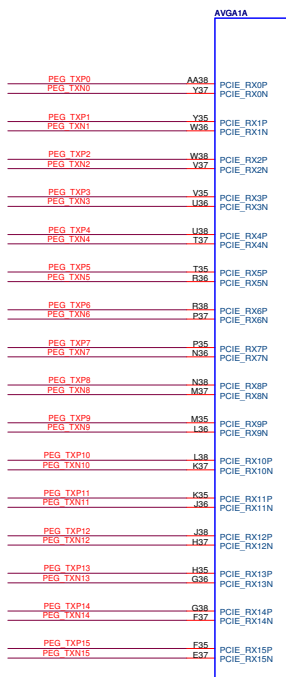 AVGA1A
PEG_TXP0 AA38 PCIE_RX0P
PEG_TXN0 Y37 PCIE_RX0N
PEG_TXP1 Y35 PCIE_RX1P
PEG_TXN1 W36 PCIE_RX1N
PEG_TXP2 W38 PCIE_RX2P
PEG_TXN2 V37 PCIE_RX2N
PEG_TXP3 V35 PCIE_RX3P
PEG_TXN3 U36 PCIE_RX3N
PEG_TXP4 U38 PCIE_RX4P
PEG_TXN4 T37 PCIE_RX4N
PEG_TXP5 T35 PCIE_RX5P
PEG_TXN5 R36 PCIE_RX5N
PEG_TXP6 R38 PCIE_RX6P
PEG_TXN6 P37 PCIE_RX6N
PEG_TXP7 P35 PCIE_RX7P
PEG_TXN7 N36 PCIE_RX7N
PEG_TXP8 N38 PCIE_RX8P
PEG_TXN8 M37 PCIE_RX8N
PEG_TXP9 M35 PCIE_RX9P
PEG_TXN9 L36 PCIE_RX9N
PEG_TXP10 L38 PCIE_RX10P
PEG_TXN10 K37 PCIE_RX10N
PEG_TXP11 K35 PCIE_RX11P
PEG_TXN11 J36 PCIE_RX11N
PEG_TXP12 J38 PCIE_RX12P
PEG_TXN12 H37 PCIE_RX12N
PEG_TXP13 H35 PCIE_RX13P
PEG_TXN13 G36 PCIE_RX13N
PEG_TXP14 G38 PCIE_RX14P
PEG_TXN14 F37 PCIE_RX14N
PEG_TXP15 F35 PCIE_RX15P
PEG_TXN15 E37 PCIE_RX15N